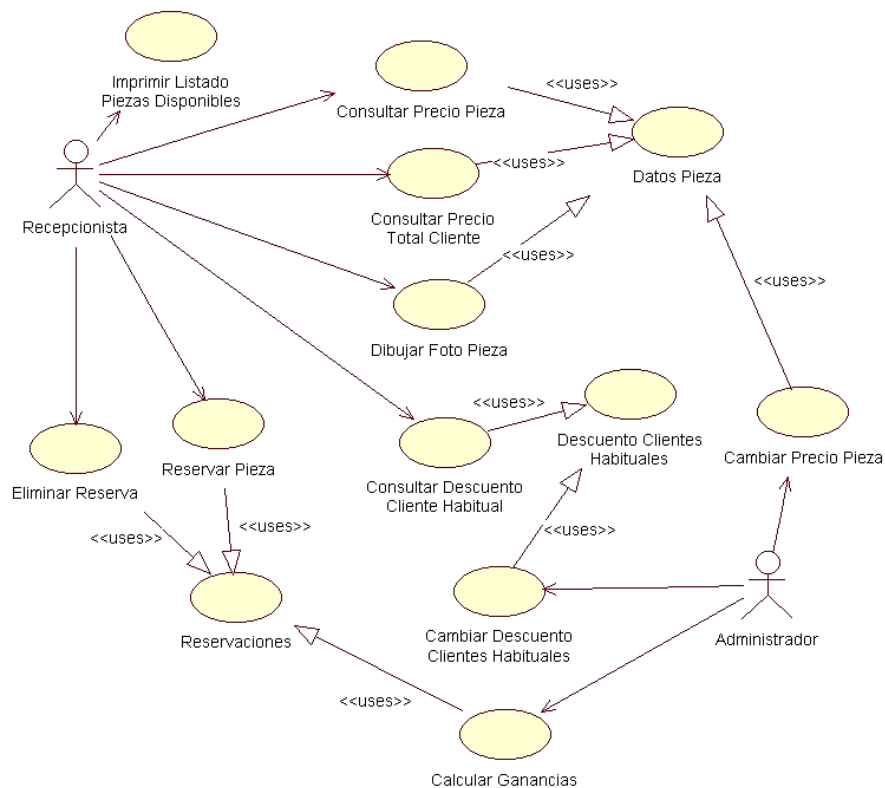 Imprimir Listado
Piezas Disponibles
Consultar Precio Pieza
<<uses>>
Datos Pieza
<<uses>>
Recepcionista
Consultar Precio
Total Cliente
<<uses>>
<<uses>>
Dibujar Foto Pieza
<<uses>>
Descuento Clientes
Habituales
Cambiar Precio Pieza
Reservar Pieza
Eliminar Reserva
Consultar Descuento
Cliente Habitual
<<uses>>
<<uses>>
<<uses>>
Reservaciones
Cambiar Descuento
Clientes Habituales
Administrador
<<uses>>
Calcular Ganancias